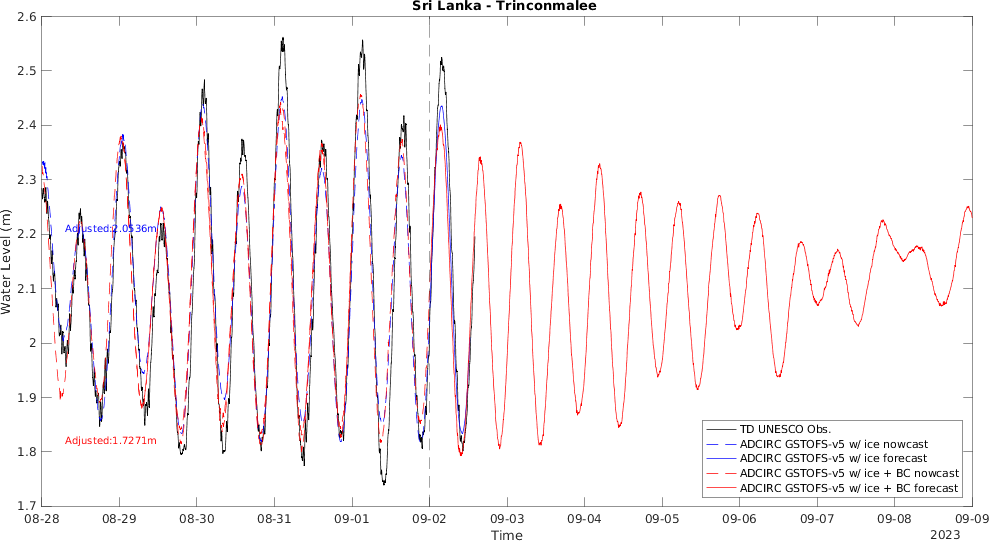 Sri Lanka - Trinconmalee
2.6
2.5
2.4
2.3
2.2
2.1
2
1.9
1.8
1.7
Water Level (m)
Adjusted:2.0536m
Adjusted:1.7271m
TD UNESCO Obs.
ADCIRC GSTOFS-v5 w/ ice nowcast
ADCIRC GSTOFS-v5 w/ ice forecast
ADCIRC GSTOFS-v5 w/ ice + BC nowcast
ADCIRC GSTOFS-v5 w/ ice + BC forecast
08-28 08-29 08-30 08-31 09-01 09-02 09-03 09-04 09-05 09-06 09-07 09-08 09-09
Time
2023